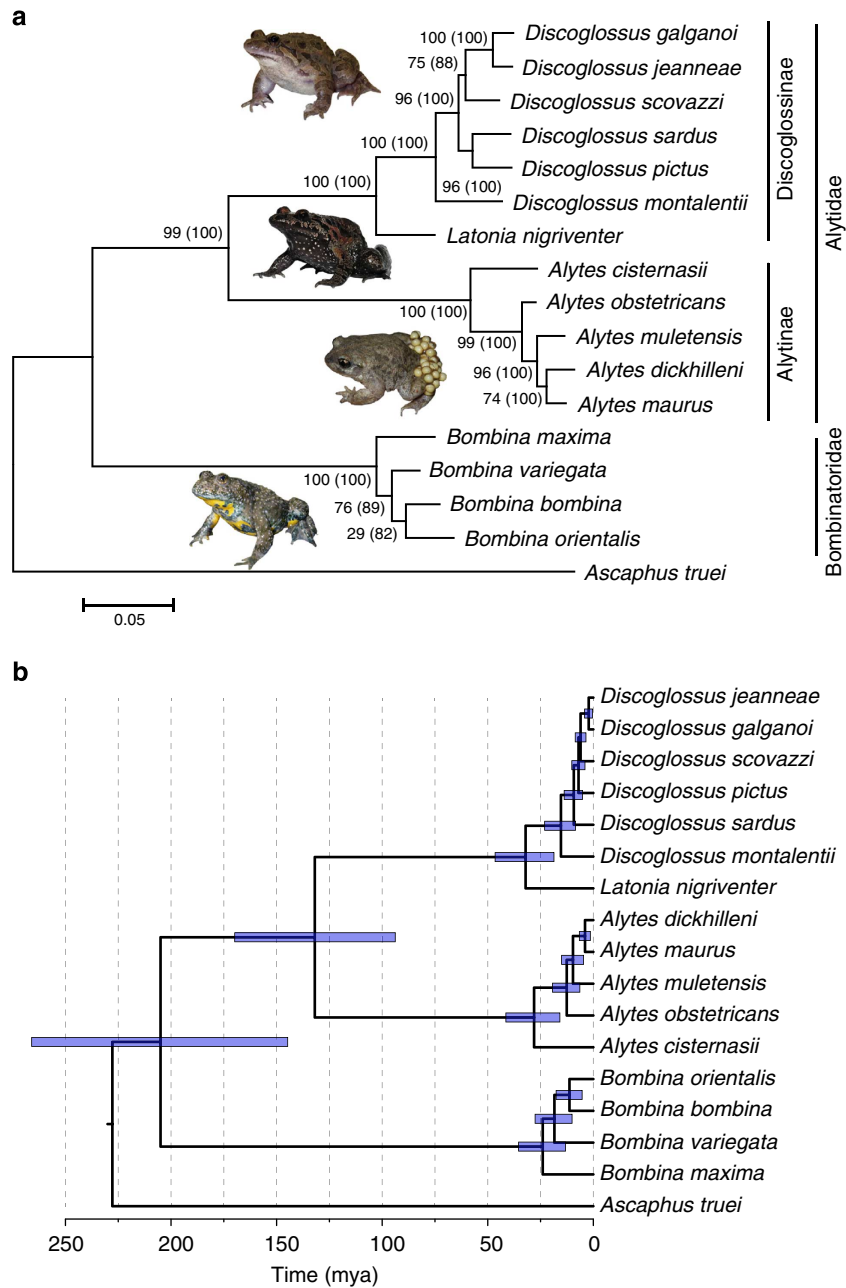 a
100 (100)
Discoglossus galganoi
75 (88)
Discoglossus jeanneae
96 (100)
Discoglossus scovazzi
100 (100)
Discoglossus sardus
Discoglossus pictus
100 (100)
96 (100)
Discoglossus montalentii
99 (100)
Latonia nigriventer
Discoglossinae
Alytidae
Alytes cisternasii
100 (100)
Alytes obstetricans
99 (100)
Alytes muletensis
96 (100)
Alytes dickhilleni
74 (100)
Alytes maurus
Alytinae
Bombina maxima
100 (100)
Bombina variegata
76 (89)
Bombina bombina
29 (82)
Bombina orientalis
Bombinatoridae
Ascaphus truei
0.05
b
Discoglossus jeanneae
Discoglossus galganoi
Discoglossus scovazzi
Discoglossus pictus
Discoglossus sardus
Discoglossus montalentii
Latonia nigriventer
Alytes dickhilleni
Alytes maurus
Alytes muletensis
Alytes obstetricans
Alytes cisternasii
Bombina orientalis
Bombina bombina
Bombina variegata
Bombina maxima
Ascaphus truei
250 200 150 100 50 0
Time (mya)